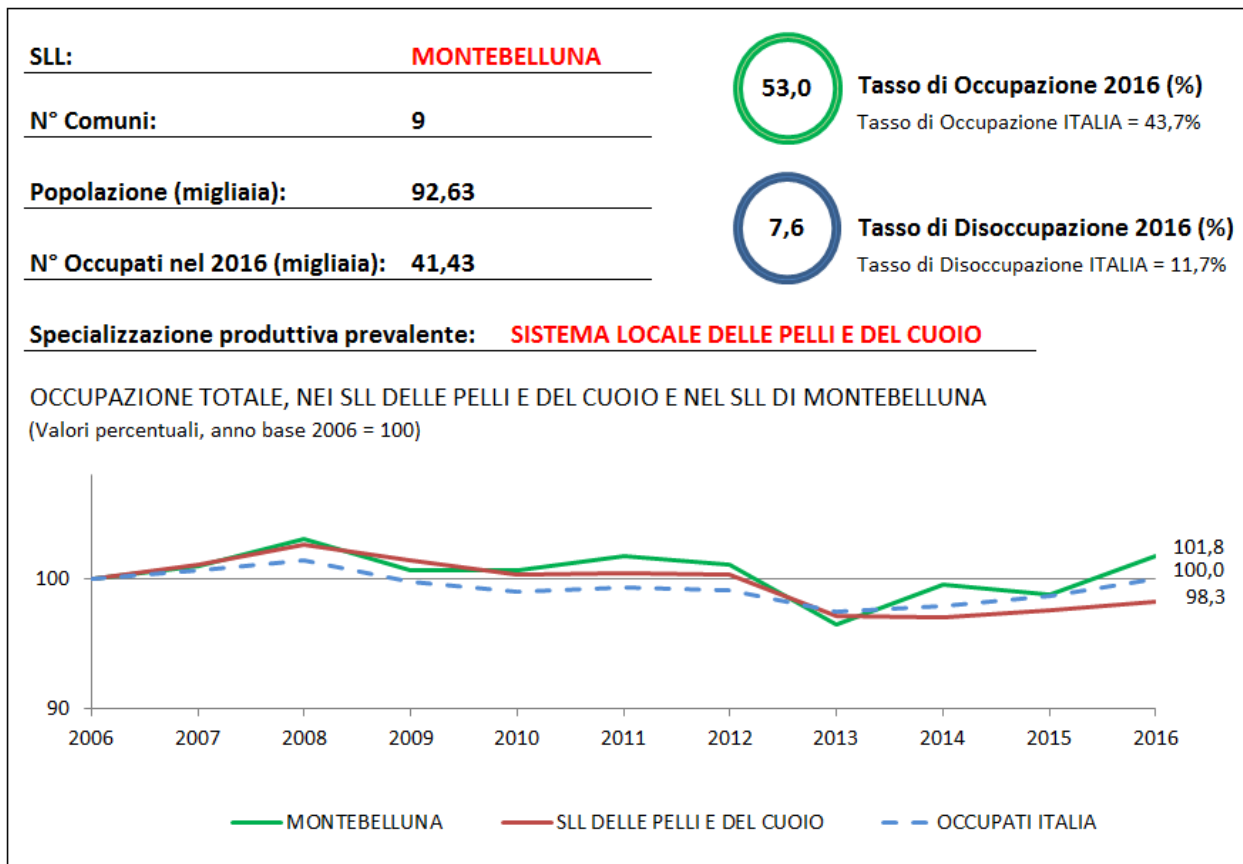 SLL: MONTEBELLUNA
N° Comuni: 9
Popolazione (migliaia): 92,63
N° Occupati nel 2016 (migliaia): 41,43
53,0
Tasso di Occupazione 2016 (%)
Tasso di Occupazione ITALIA = 43,7%
7,6
Tasso di Disoccupazione 2016 (%)
Tasso di Disoccupazione ITALIA = 11,7%
Specializzazione produttiva prevalente: SISTEMA LOCALE DELLE PELLI E DEL CUOIO
OCCUPAZIONE TOTALE, NEI SLL DELLE PELLI E DEL CUOIO E NEL SLL DI MONTEBELLUNA
(Valori percentuali, anno base 2006 = 100)
101,8
100 100,0
98,3
90
2006 2007 2008 2009 2010 2011 2012 2013 2014 2015 2016
MONTEBELLUNA SLL DELLE PELLI E DEL CUOIO OCCUPATI ITALIA